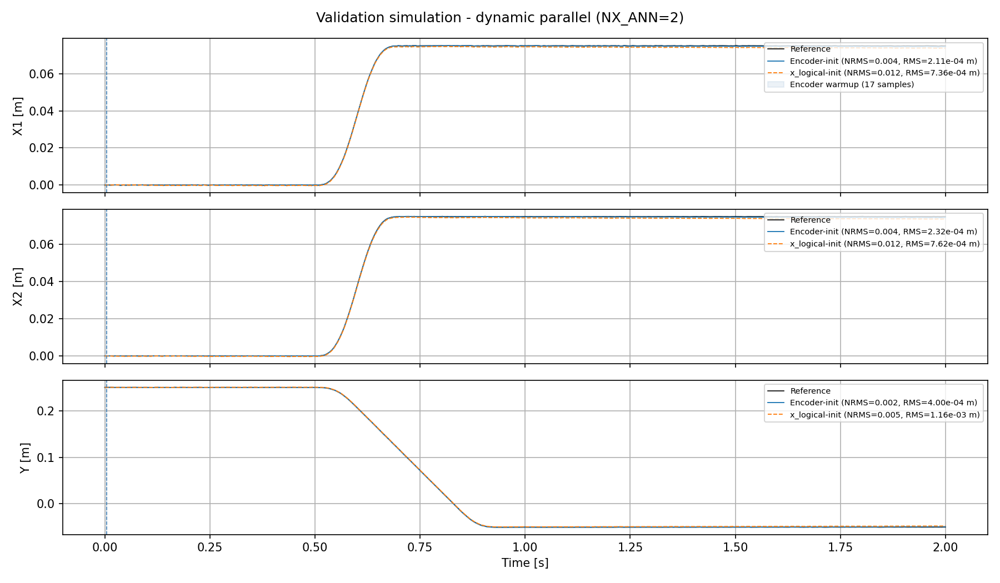 Validation simulation - dynamic parallel (NX_ANN=2)
X1 [m]
0.06
0.04
0.02
0.00
Reference
Encoder-init (NRMS=0.004, RMS=2.11e-04 m)
x_logical-init (NRMS=0.012, RMS=7.36e-04 m)
Encoder warmup (17 samples)
X2 [m]
0.06
0.04
0.02
0.00
Reference
Encoder-init (NRMS=0.004, RMS=2.32e-04 m)
x_logical-init (NRMS=0.012, RMS=7.62e-04 m)
Y [m]
0.2
0.1
0.0
Reference
Encoder-init (NRMS=0.002, RMS=4.00e-04 m)
x_logical-init (NRMS=0.005, RMS=1.16e-03 m)
0.00 0.25 0.50 0.75 1.00 1.25 1.50 1.75 2.00
Time [s]